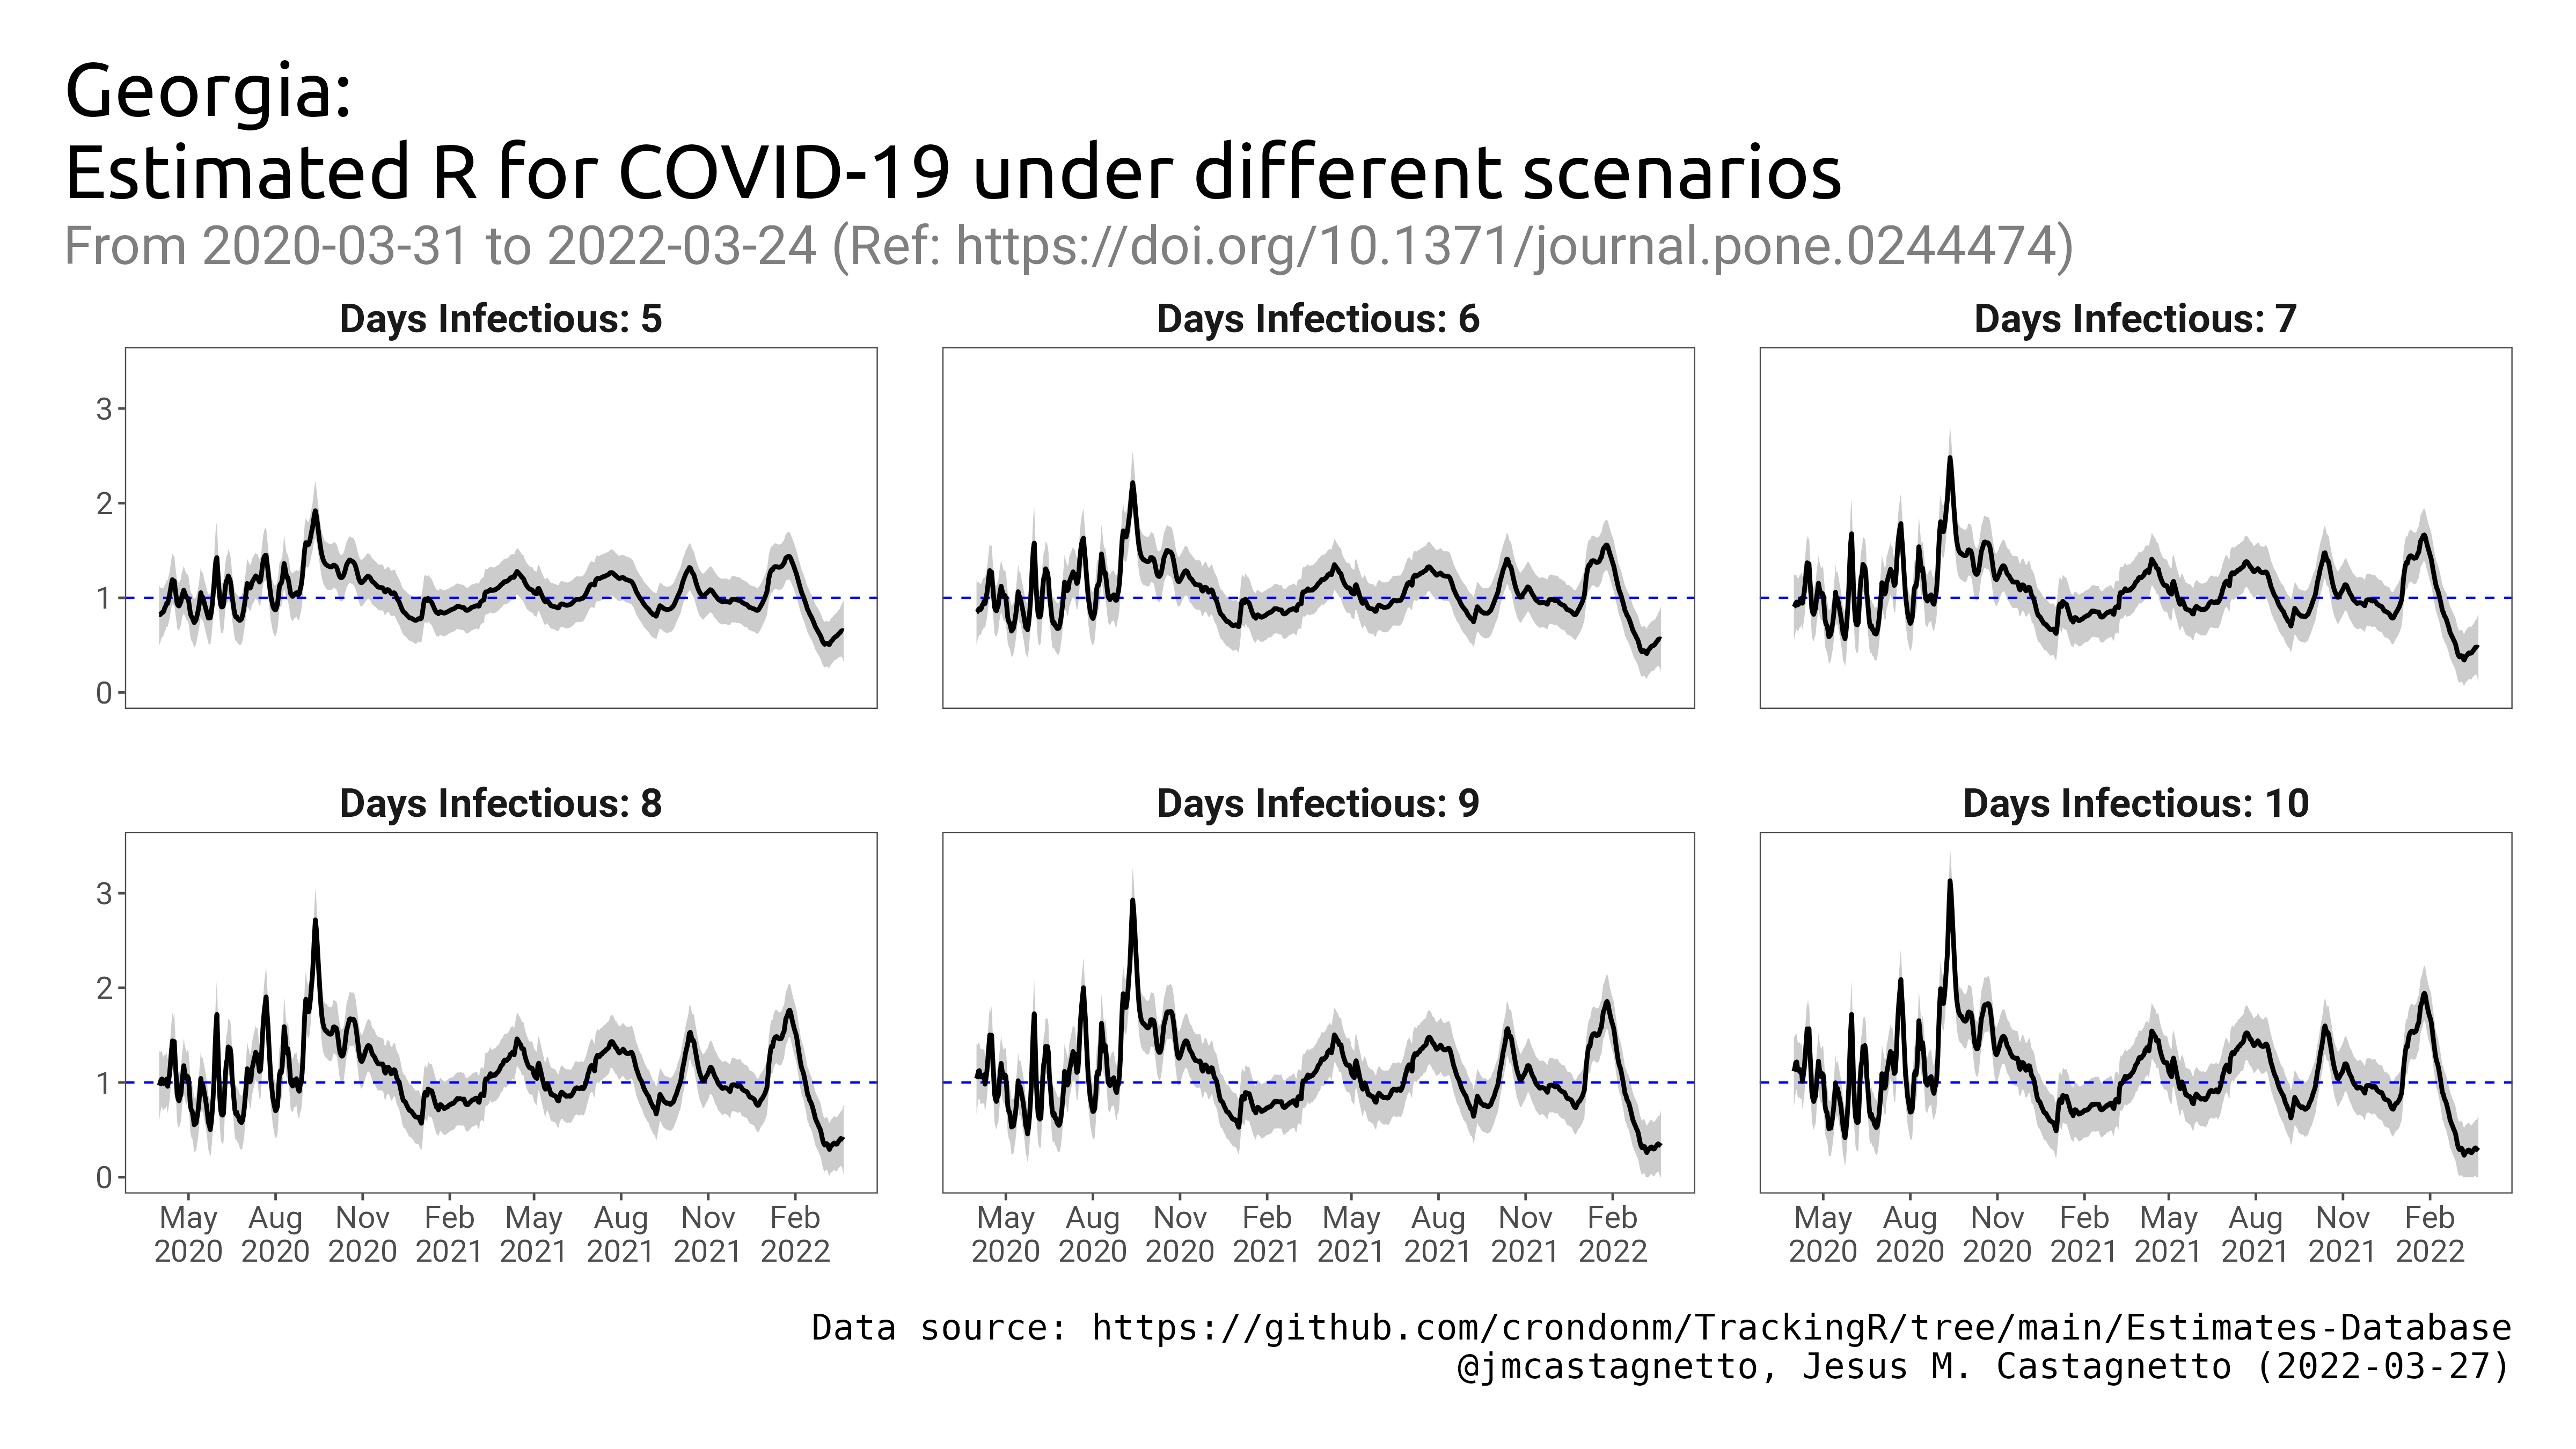 Georgia:
Estimated R for COVID-19 under different scenarios
From 2020-03-31 to 2022-03-24 (Ref: https://doi.org/10.1371/journal.pone.0244474)
Days Infectious: 5
Days Infectious: 6
Days Infectious: 7
3
2
1
0
Days Infectious: 8
Days Infectious: 9
Days Infectious: 10
3
2
1
0
May Aug Nov Feb May Aug Nov Feb
2020 2020 2020 2021 2021 2021 2021 2022
May Aug Nov Feb May Aug Nov Feb
2020 2020 2020 2021 2021 2021 2021 2022
May Aug Nov Feb May Aug Nov Feb
2020 2020 2020 2021 2021 2021 2021 2022
Data source: https://github.com/crondonm/TrackingR/tree/main/Estimates-Database
@jmcastagnetto, Jesus M. Castagnetto (2022-03-27)